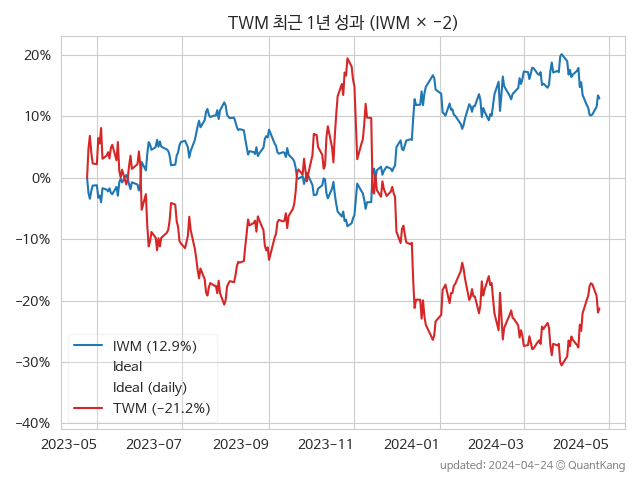 TWM 최근 1년 성과 (IWM × −2)
20%
10%
0%
−10%
−20%
−30%
−40%
IWM (12.9%)
Ideal
Ideal (daily)
TWM (−21.2%)
2023-05 2023-07 2023-09 2023-11 2024-01 2024-03 2024-05
updated: 2024-04-24 © QuantKang